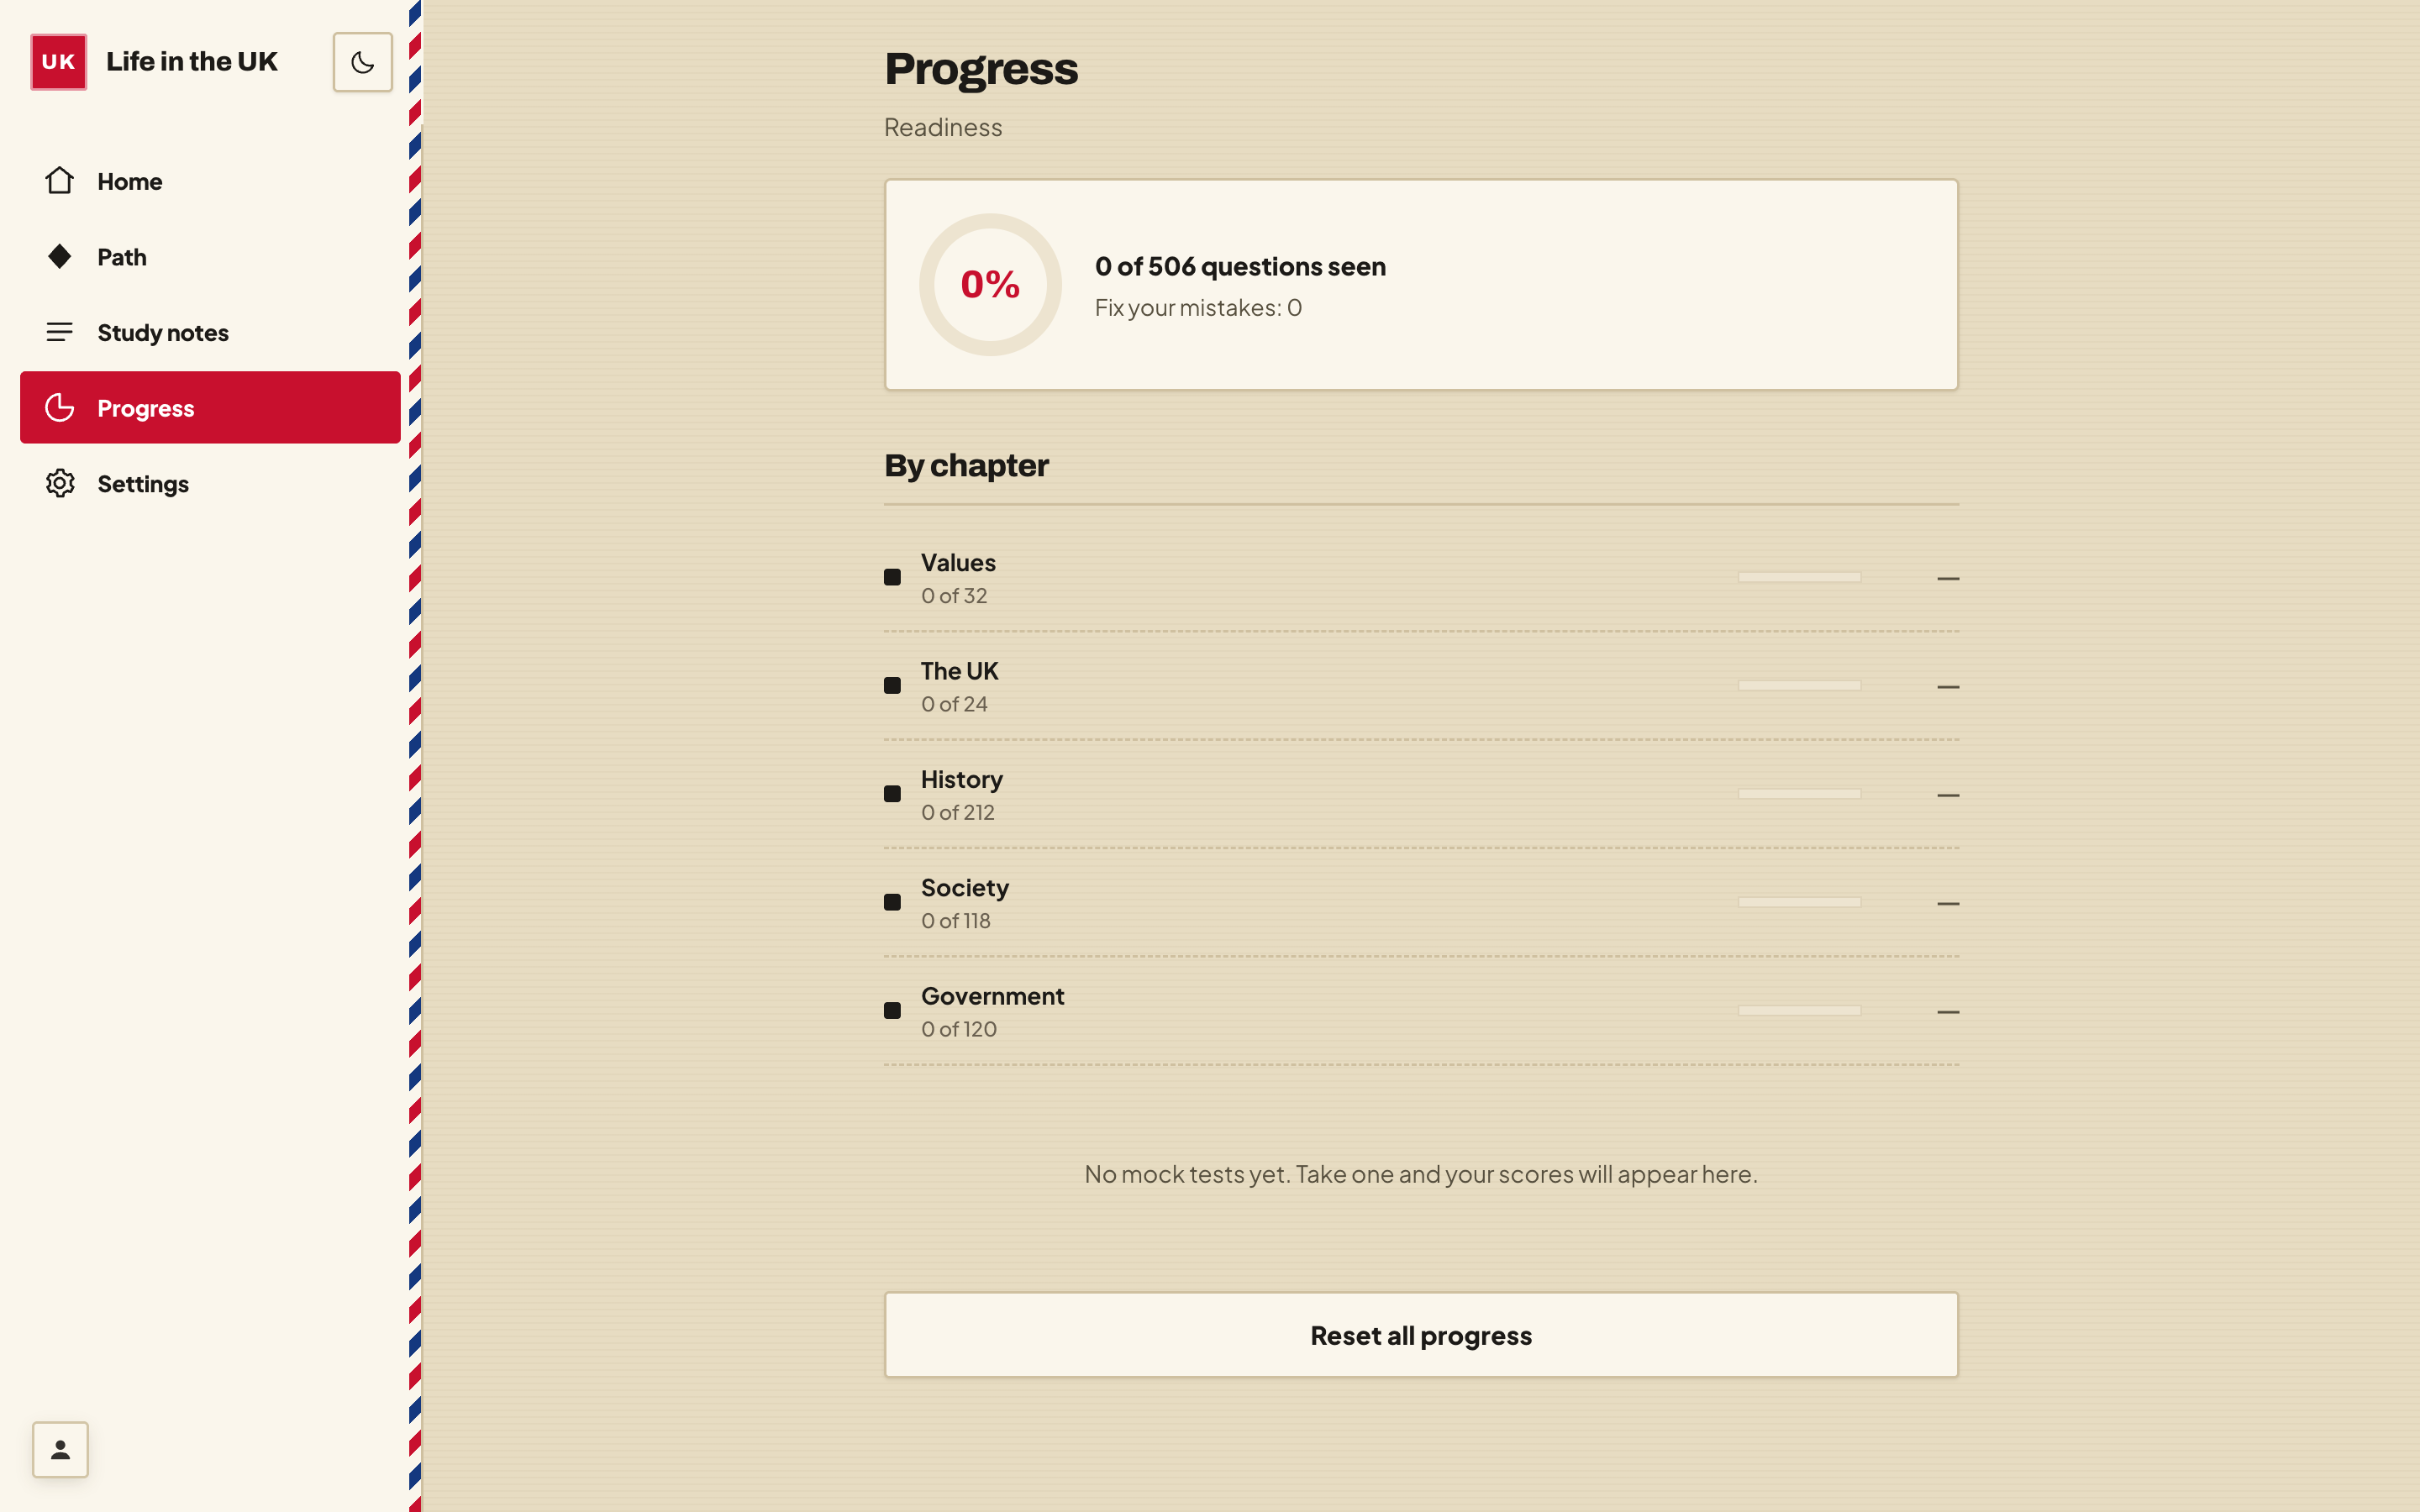 UK
Life in the UK
Home
Path
Study notes
Progress
Settings
Progress
Readiness
0%
0 of 506 questions seen
Fix your mistakes: 0
By chapter
Values
0 of 32
—
The UK
0 of 24
—
History
0 of 212
—
Society
0 of 118
—
Government
0 of 120
—
No mock tests yet. Take one and your scores will appear here.
Reset all progress